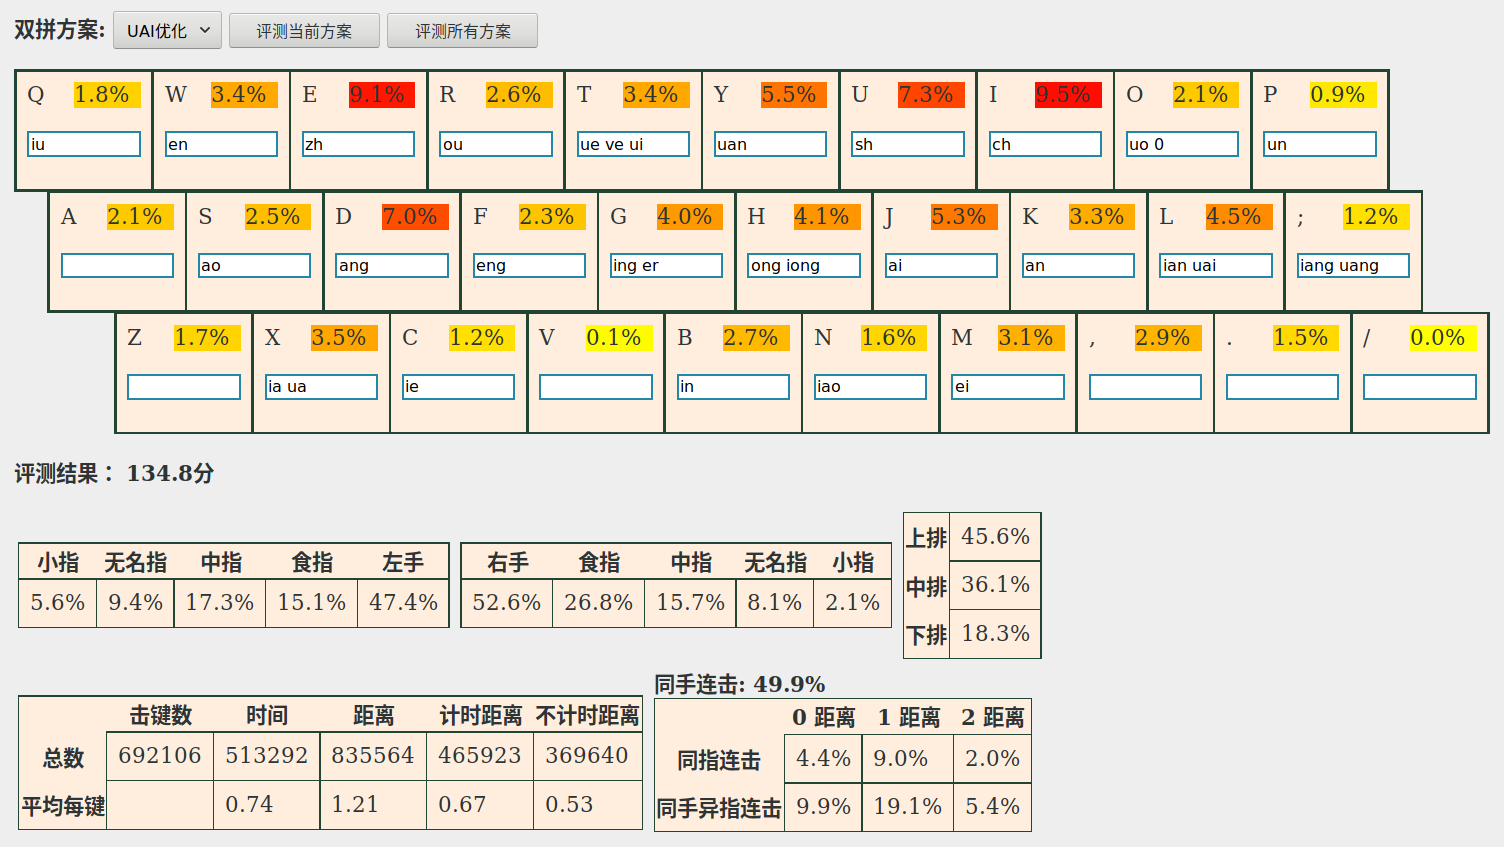 双拼方案: UAI优化 评测当前方案 评测所有方案
Q 1.8% W 3.4% E 9.1% R 2.6% T 3.4% Y 5.5% U 7.3% I 9.5% O 2.1% P 0.9%
iu en zh ou ue ve ui uan sh ch uo 0 un
A 2.1% S 2.5% D 7.0% F 2.3% G 4.0% H 4.1% J 5.3% K 3.3% L 4.5% ; 1.2%
ao ang eng ing er ong iong ai an ian uai iang uang
Z 1.7% X 3.5% C 1.2% V 0.1% B 2.7% N 1.6% M 3.1% , 2.9% . 1.5% / 0.0%
ia ua ie in iao ei
评测结果：134.8分
小指 无名指 中指 食指 左手 右手 食指 中指 无名指 小指
5.6% 9.4% 17.3% 15.1% 47.4% 52.6% 26.8% 15.7% 8.1% 2.1%
上排 45.6%
中排 36.1%
下排 18.3%
击键数 时间 距离 计时距离 不计时距离
总数 692106 513292 835564 465923 369640
平均每键 0.74 1.21 0.67 0.53
同手连击: 49.9%
0 距离 1 距离 2 距离
同指连击 4.4% 9.0% 2.0%
同手异指连击 9.9% 19.1% 5.4%